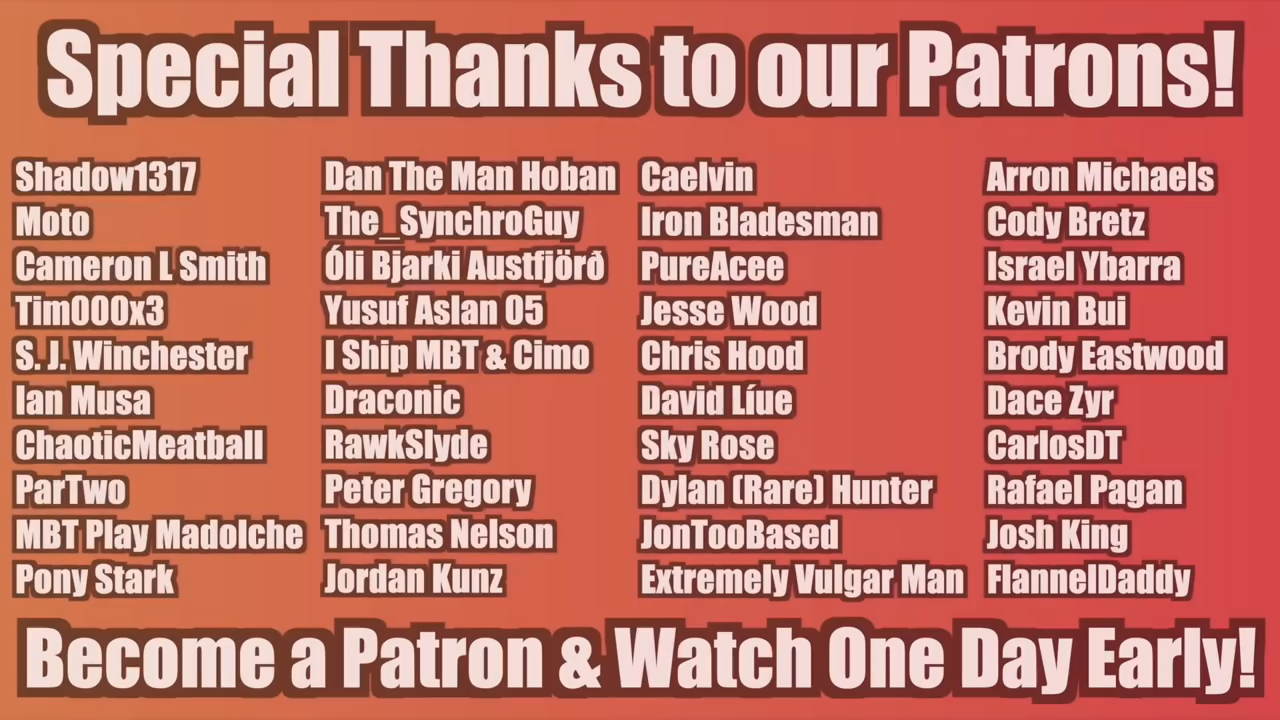 Special Thanks to our Patrons!
Shadow1317
Moto
Cameron L Smith
Tim000x3
S. J. Winchester
Ian Musa
ChaoticMeatball
ParTwo
MBT Play Madolche
Pony Stark
Dan The Man Hoban
The_SynchroGuy
Óli Bjarki Austfjörð
Yusuf Aslan 05
I Ship MBT & Cimo
Draconic
RawkSlyde
Peter Gregory
Thomas Nelson
Jordan Kunz
Caelvin
Iron Bladesman
PureAcee
Jesse Wood
Chris Hood
David Líue
Sky Rose
Dylan (Rare) Hunter
JonTooBased
Extremely Vulgar Man
Arron Michaels
Cody Bretz
Israel Ybarra
Kevin Bui
Brody Eastwood
Dace Zyr
CarlosDT
Rafael Pagan
Josh King
FlannelDaddy
Become a Patron & Watch One Day Early!